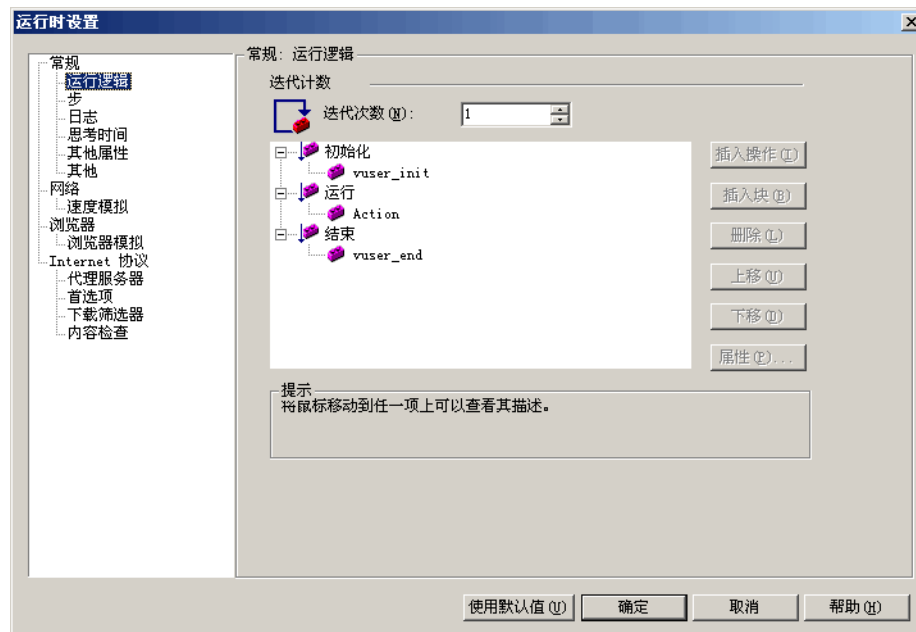 运行时设置
常规
运行逻辑
步
日志
思考时间
其他属性
其他
网络
速度模拟
浏览器
浏览器模拟
Internet 协议
代理服务器
首选项
下载筛选器
内容检查
常规: 运行逻辑
迭代计数
迭代次数(N):
1
初始化
vuser_init
运行
Action
结束
vuser_end
插入操作(I)
插入块(B)
删除(L)
上移(U)
下移(D)
属性(P)...
提示
将鼠标移动到任一项上可以查看其描述。
使用默认值(U)
确定
取消
帮助(H)